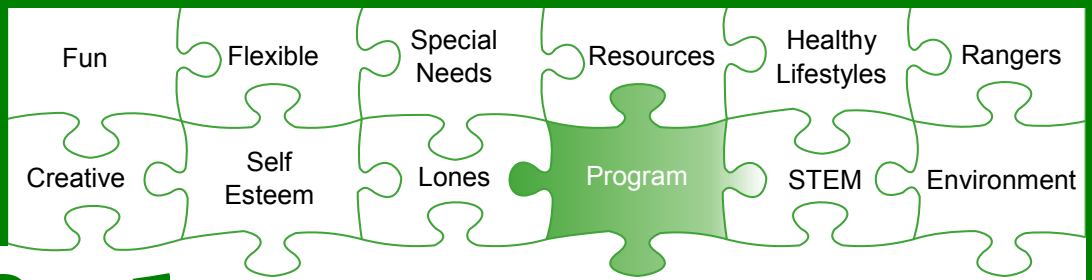 Fun
Flexible
Special
Needs
Resources
Healthy
Lifestyles
Rangers
Creative
Self
Esteem
Lones
Program
STEM
Environment